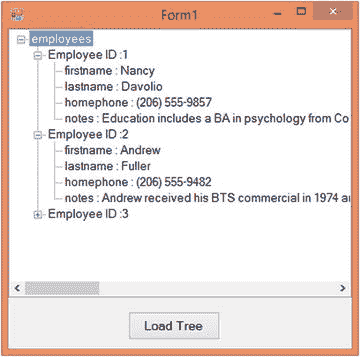 Form1
employees
Employee ID :1
firstname : Nancy
lastname : Davolio
homephone : (206) 555-9857
notes : Education includes a BA in psychology from Co
Employee ID :2
firstname : Andrew
lastname : Fuller
homephone : (206) 555-9482
notes : Andrew received his BTS commercial in 1974 ar
Employee ID :3
Load Tree